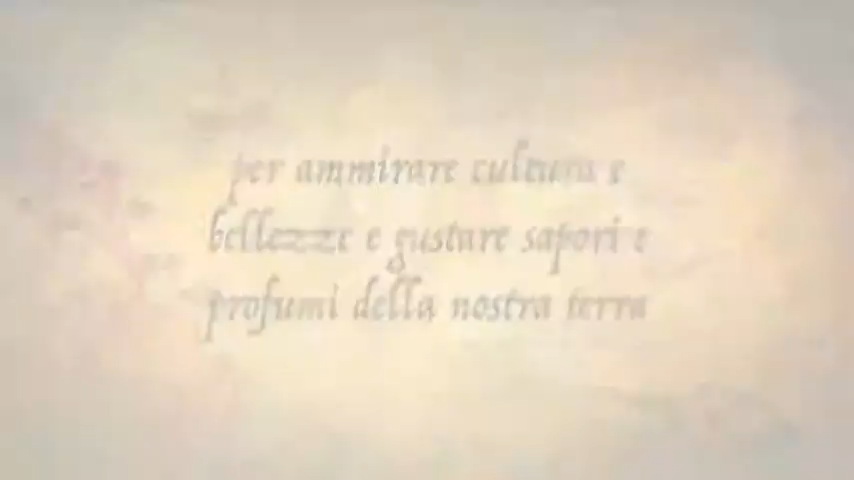 per ammirare cultura e
bellezze e gustare sapori e
profumi della nostra terra